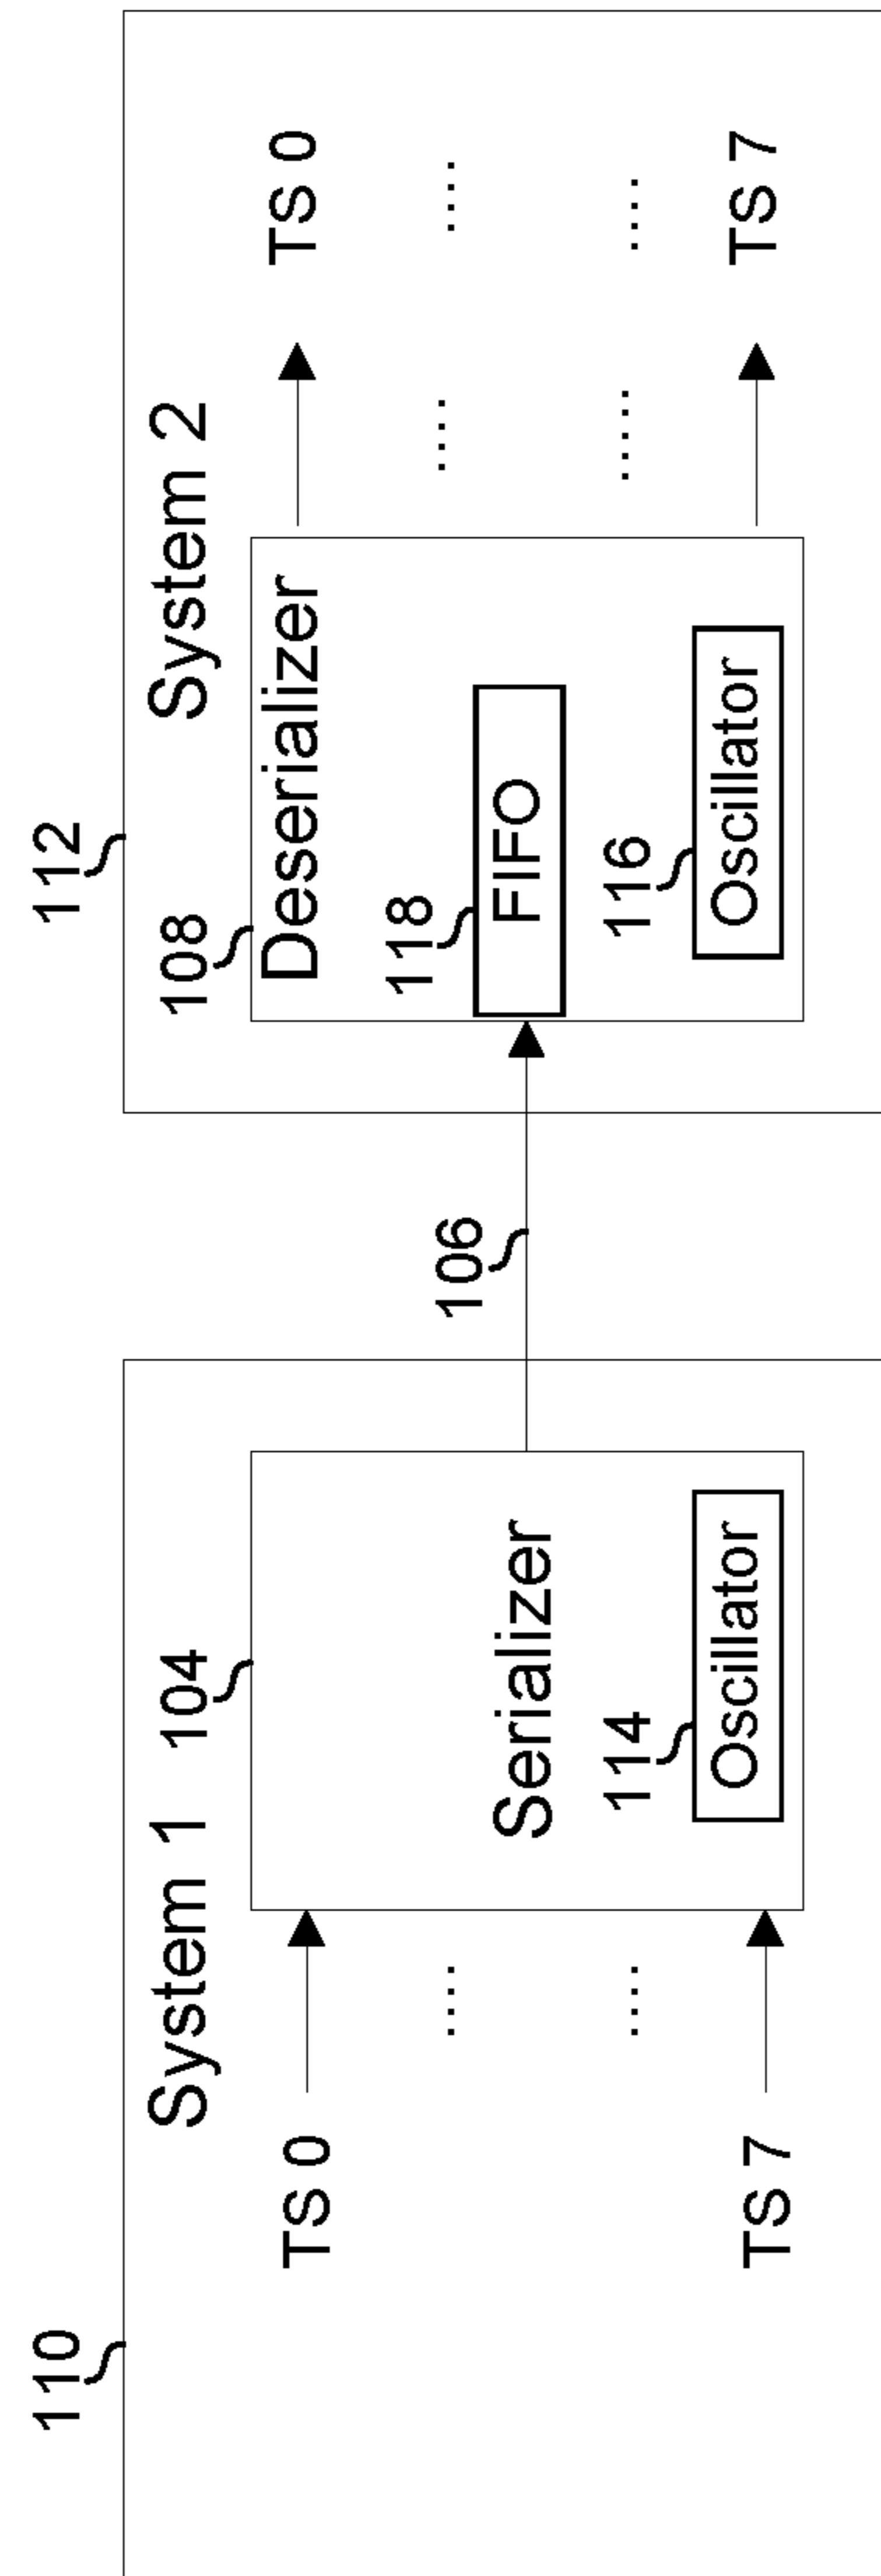 110
112
System 1
104
108
System 2
TS 0
TS 7
....
....
Serializer
114
Oscillator
106
Deserializer
118
FIFO
116
Oscillator
....
.....
TS 0
....
....
TS 7